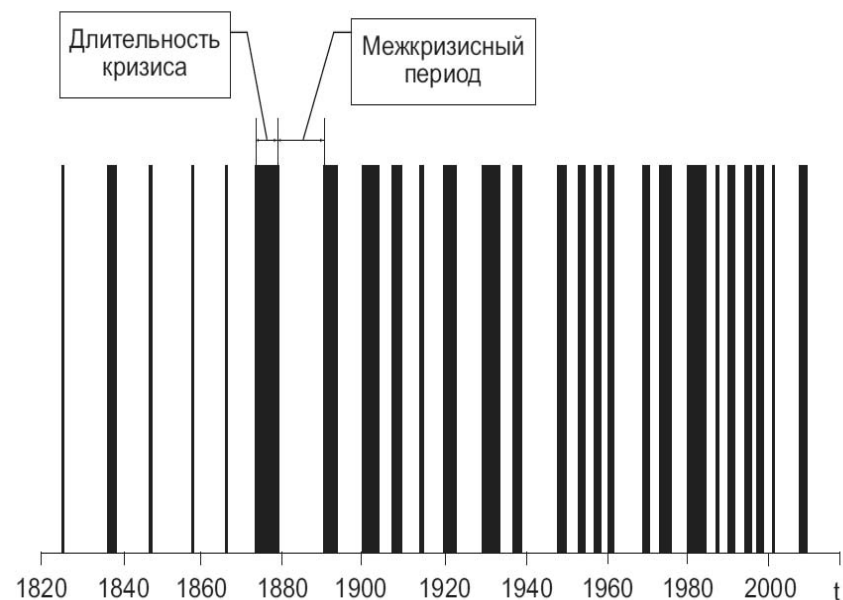 Длительность
кризиса
Межкризисный
период
1820 1840 1860 1880 1900 1920 1940 1960 1980 2000 t